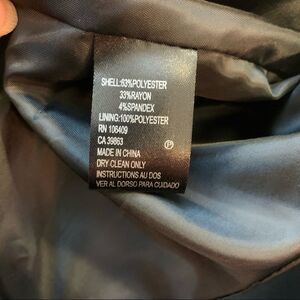 SHELL:63%POLYESTER
33%RAYON
4%SPANDEX
LINING:100%POLYESTER
RN 106409
CA 39863
MADE IN CHINA
DRY CLEAN ONLY
INSTRUCTIONS AU DOS
VER AL DORSO PARA CUIDADO
P